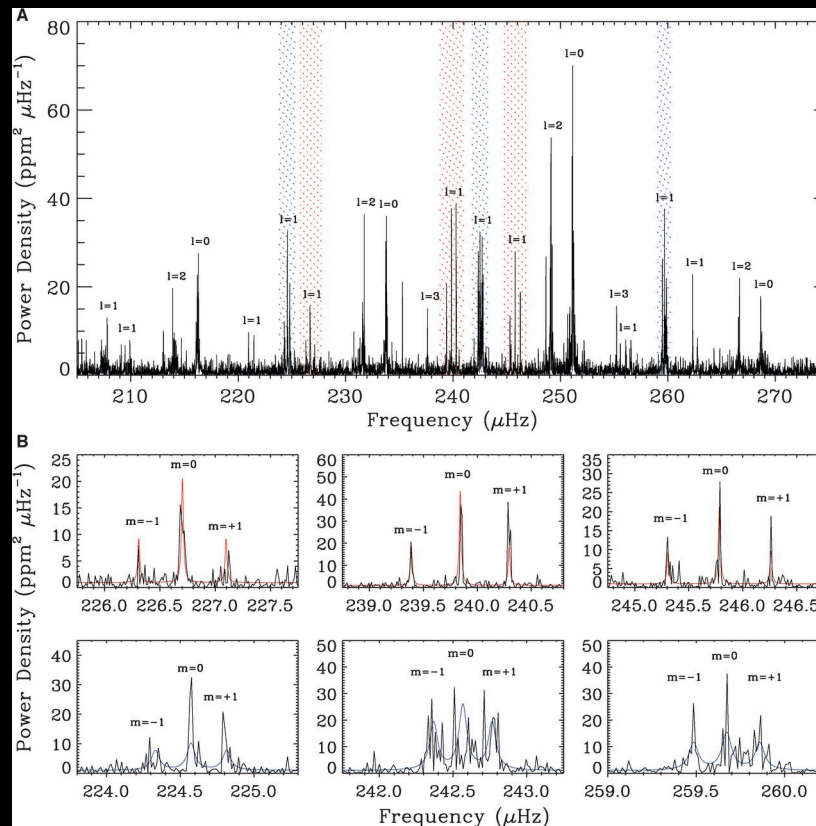 A
Power Density (ppm² μHz⁻¹)
80
60
40
20
0
l=1
l=1
l=2
l=0
l=1
l=1
l=1
l=2
l=0
l=3
l=1
l=1
l=1
l=2
l=0
l=3
l=1
l=1
l=1
l=2
l=0
210 220 230 240 250 260 270
Frequency (μHz)
B
Power Density (ppm² μHz⁻¹)
25
20
15
10
5
0
m=−1
m=0
m=+1
226.0 226.5 227.0 227.5
60
50
40
30
20
10
0
m=−1
m=0
m=+1
239.0 239.5 240.0 240.5
35
30
25
20
15
10
5
0
m=−1
m=0
m=+1
245.0 245.5 246.0 246.5
40
30
20
10
0
m=−1
m=0
m=+1
224.0 224.5 225.0
50
40
30
20
10
0
m=−1
m=0
m=+1
242.0 242.5 243.0
50
40
30
20
10
0
m=−1
m=0
m=+1
259.0 259.5 260.0
Frequency (μHz)